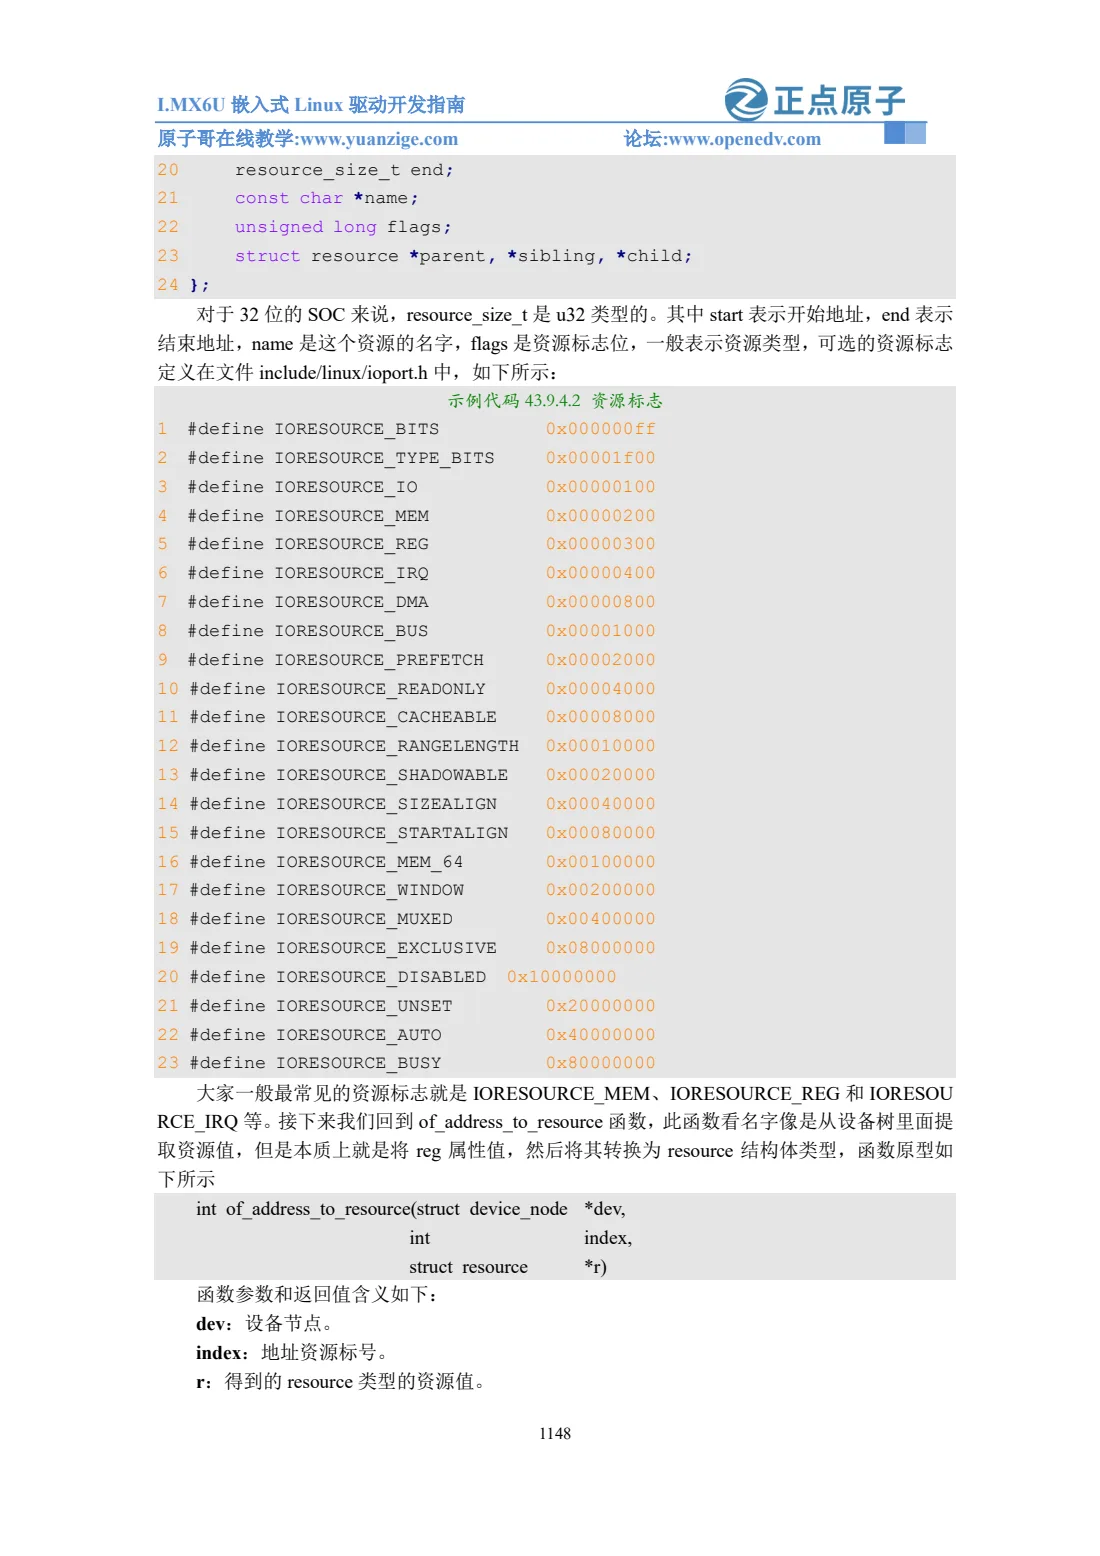 I.MX6U 嵌入式 Linux 驱动开发指南
正点原子
原子哥在线教学:www.yuanzige.com 论坛:www.openedv.com
20 resource_size_t end;
21 const char *name;
22 unsigned long flags;
23 struct resource *parent, *sibling, *child;
24 };
对于 32 位的 SOC 来说，resource_size_t 是 u32 类型的。其中 start 表示开始地址，end 表示
结束地址，name 是这个资源的名字，flags 是资源标志位，一般表示资源类型，可选的资源标志
定义在文件 include/linux/ioport.h 中，如下所示：
示例代码 43.9.4.2 资源标志
1 #define IORESOURCE_BITS 0x000000ff
2 #define IORESOURCE_TYPE_BITS 0x00001f00
3 #define IORESOURCE_IO 0x00000100
4 #define IORESOURCE_MEM 0x00000200
5 #define IORESOURCE_REG 0x00000300
6 #define IORESOURCE_IRQ 0x00000400
7 #define IORESOURCE_DMA 0x00000800
8 #define IORESOURCE_BUS 0x00001000
9 #define IORESOURCE_PREFETCH 0x00002000
10 #define IORESOURCE_READONLY 0x00004000
11 #define IORESOURCE_CACHEABLE 0x00008000
12 #define IORESOURCE_RANGELENGTH 0x00010000
13 #define IORESOURCE_SHADOWABLE 0x00020000
14 #define IORESOURCE_SIZEALIGN 0x00040000
15 #define IORESOURCE_STARTALIGN 0x00080000
16 #define IORESOURCE_MEM_64 0x00100000
17 #define IORESOURCE_WINDOW 0x00200000
18 #define IORESOURCE_MUXED 0x00400000
19 #define IORESOURCE_EXCLUSIVE 0x08000000
20 #define IORESOURCE_DISABLED 0x10000000
21 #define IORESOURCE_UNSET 0x20000000
22 #define IORESOURCE_AUTO 0x40000000
23 #define IORESOURCE_BUSY 0x80000000
大家一般最常见的资源标志就是 IORESOURCE_MEM、IORESOURCE_REG 和 IORESOU
RCE_IRQ 等。接下来我们回到 of_address_to_resource 函数，此函数看名字像是从设备树里面提
取资源值，但是本质上就是将 reg 属性值，然后将其转换为 resource 结构体类型，函数原型如
下所示
int of_address_to_resource(struct device_node *dev,
int index,
struct resource *r)
函数参数和返回值含义如下：
dev：设备节点。
index：地址资源标号。
r：得到的 resource 类型的资源值。
1148